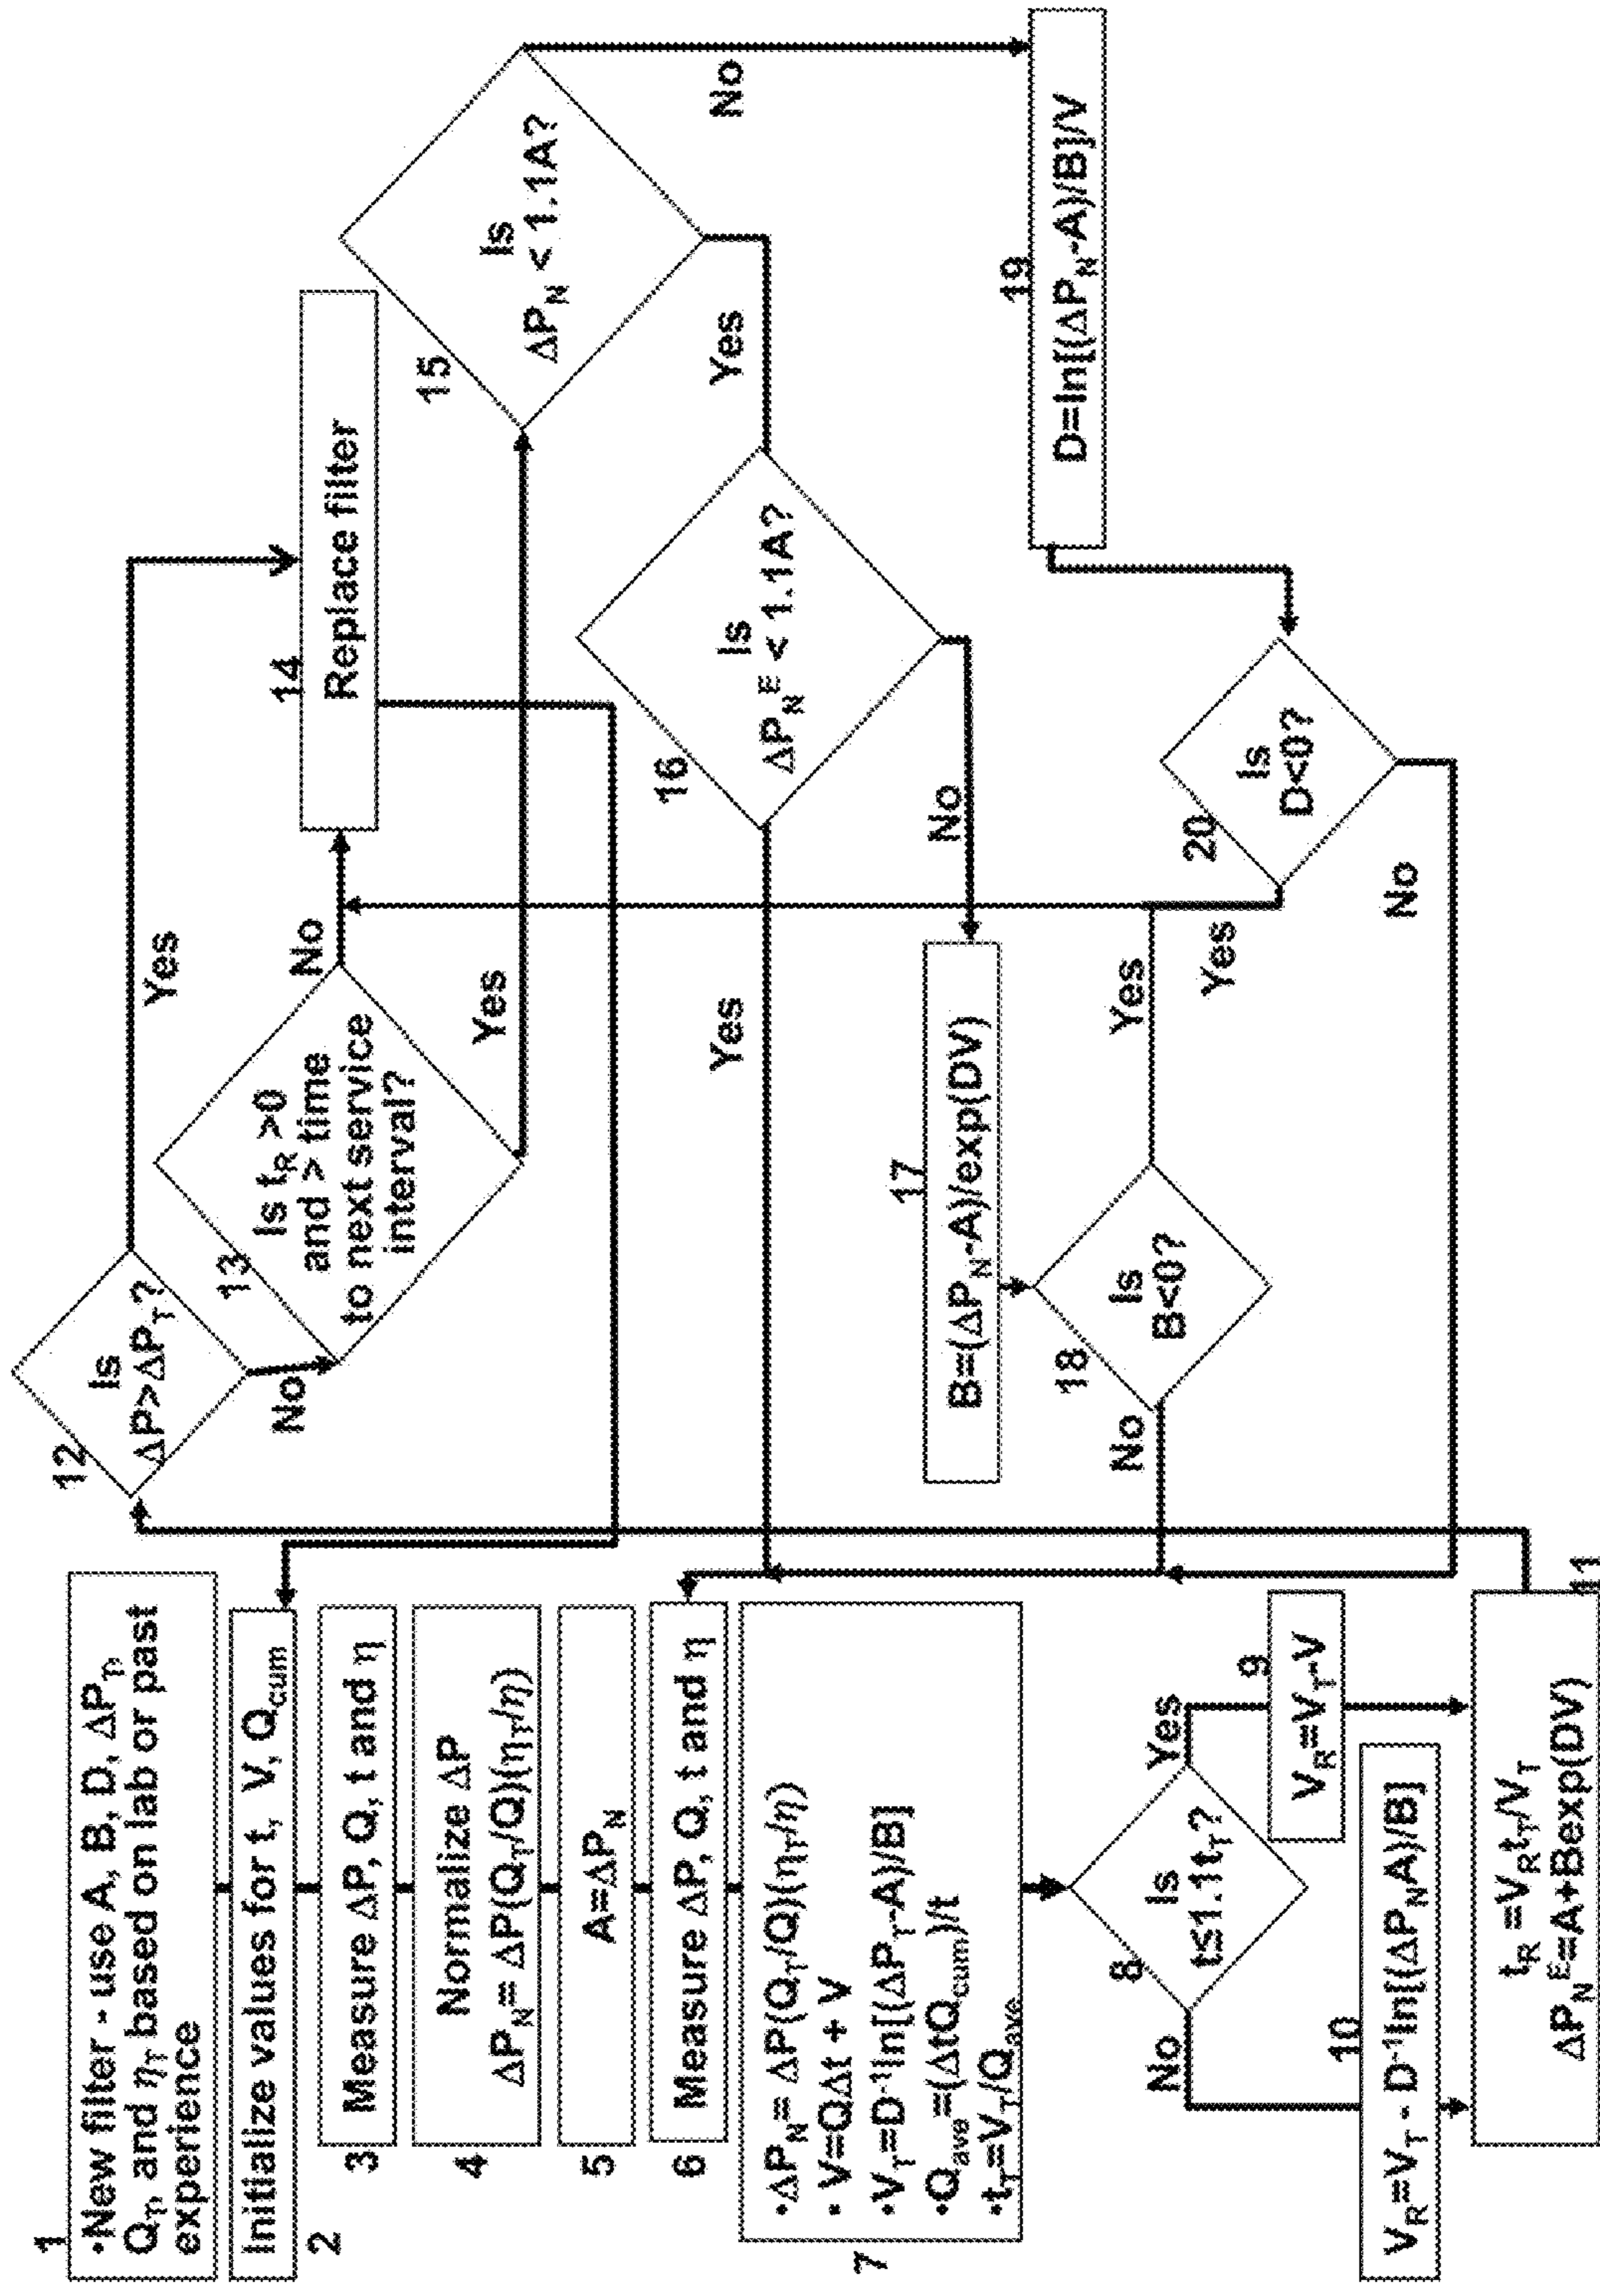 1
•New filter - use A, B, D, ΔP_T,
Q_T, and η_T based on lab or past
experience
Initialize values for t, V, Q_cum
2
Measure ΔP, Q, t and η
3
Normalize ΔP
ΔP_N= ΔP(Q_T/Q)(η_T/η)
4
A=ΔP_N
5
Measure ΔP, Q, t and η
6
•ΔP_N= ΔP(Q_T/Q)(η_T/η)
• V=QΔt + V
•V_T=D^-1ln[(ΔP_T-A)/B]
•Q_ave=(ΔtQ_cum)/t
•t_T=V_T/Q_ave
7
8
Is
t≤1.1t_T?
Yes
No
9
V_R=V_T-V
10
V_R=V_T - D^-1ln[(ΔP_NA)/B]
11
t_R=V_Rt_T/V_T
ΔP_N^E=A+Bexp(DV)
12
Is
ΔP>ΔP_T?
Yes
No
13
Is t_R >0
and > time
to next service
interval?
No
Yes
14
Replace filter
15
Is
ΔP_N < 1.1A?
No
Yes
16
Is
ΔP_N^E < 1.1A?
Yes
No
17
B=(ΔP_N-A)/exp(DV)
18
Is
B<0?
Yes
No
19
D=ln[(ΔP_N-A)/B]/V
20
Is
D<0?
Yes
No